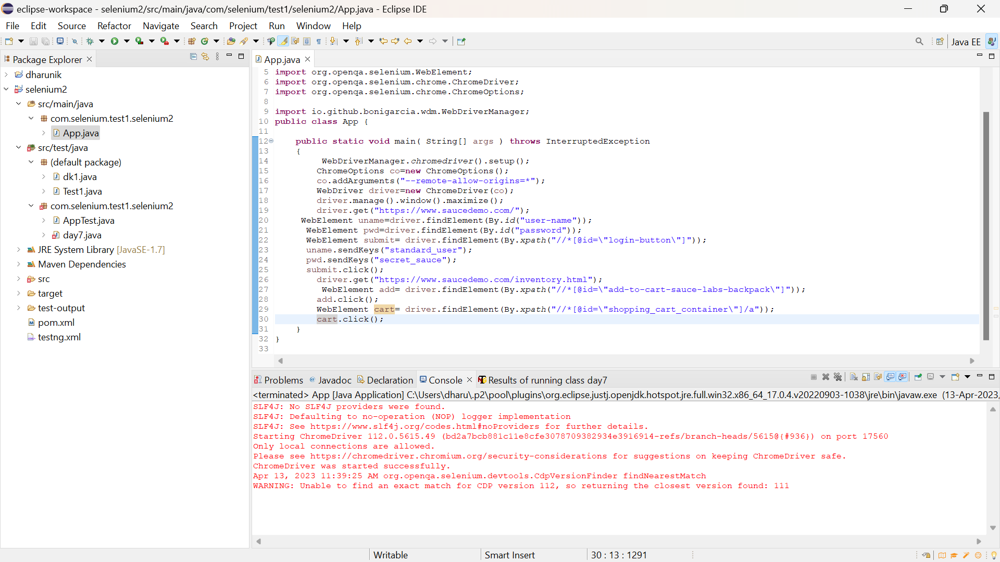 eclipse-workspace - selenium2/src/main/java/com/selenium/test1/selenium2/App.java - Eclipse IDE
File Edit Source Refactor Navigate Search Project Run Window Help
Java EE
Package Explorer
dharunik
selenium2
src/main/java
com.selenium.test1.selenium2
App.java
src/test/java
(default package)
dk1.java
Test1.java
com.selenium.test1.selenium2
AppTest.java
day7.java
JRE System Library [JavaSE-1.7]
Maven Dependencies
src
target
test-output
pom.xml
testng.xml
App.java
5 import org.openqa.selenium.WebElement;
6 import org.openqa.selenium.chrome.ChromeDriver;
7 import org.openqa.selenium.chrome.ChromeOptions;
8
9 import io.github.bonigarcia.wdm.WebDriverManager;
10 public class App {
11
12 public static void main( String[] args ) throws InterruptedException
13 {
14 WebDriverManager.chromedriver().setup();
15 ChromeOptions co=new ChromeOptions();
16 co.addArguments("--remote-allow-origins=*");
17 WebDriver driver=new ChromeDriver(co);
18 driver.manage().window().maximize();
19 driver.get("https://www.saucedemo.com/");
20 WebElement uname=driver.findElement(By.id("user-name"));
21 WebElement pwd=driver.findElement(By.id("password"));
22 WebElement submit= driver.findElement(By.xpath("//*[@id=\"login-button\"]"));
23 uname.sendKeys("standard_user");
24 pwd.sendKeys("secret_sauce");
25 submit.click();
26 driver.get("https://www.saucedemo.com/inventory.html");
27 WebElement add= driver.findElement(By.xpath("//*[@id=\"add-to-cart-sauce-labs-backpack\"]"));
28 add.click();
29 WebElement cart= driver.findElement(By.xpath("//*[@id=\"shopping_cart_container\"]/a"));
30 cart.click();
31 }
32 }
33
Problems Javadoc Declaration Console Results of running class day7
<terminated> App [Java Application] C:\Users\dharu\.p2\pool\plugins\org.eclipse.justj.openjdk.hotspot.jre.full.win32.x86_64_17.0.4.v20220903-1038\jre\bin\javaw.exe (13-Apr-2023,
SLF4J: No SLF4J providers were found.
SLF4J: Defaulting to no-operation (NOP) logger implementation
SLF4J: See https://www.slf4j.org/codes.html#noProviders for further details.
Starting ChromeDriver 112.0.5615.49 (bd2a7bcb881c11e8cfe3078709382934e3916914-refs/branch-heads/5615@{#936}) on port 17560
Only local connections are allowed.
Please see https://chromedriver.chromium.org/security-considerations for suggestions on keeping ChromeDriver safe.
ChromeDriver was started successfully.
Apr 13, 2023 11:39:25 AM org.openqa.selenium.devtools.CdpVersionFinder findNearestMatch
WARNING: Unable to find an exact match for CDP version 112, so returning the closest version found: 111
Writable Smart Insert 30 : 13 : 1291